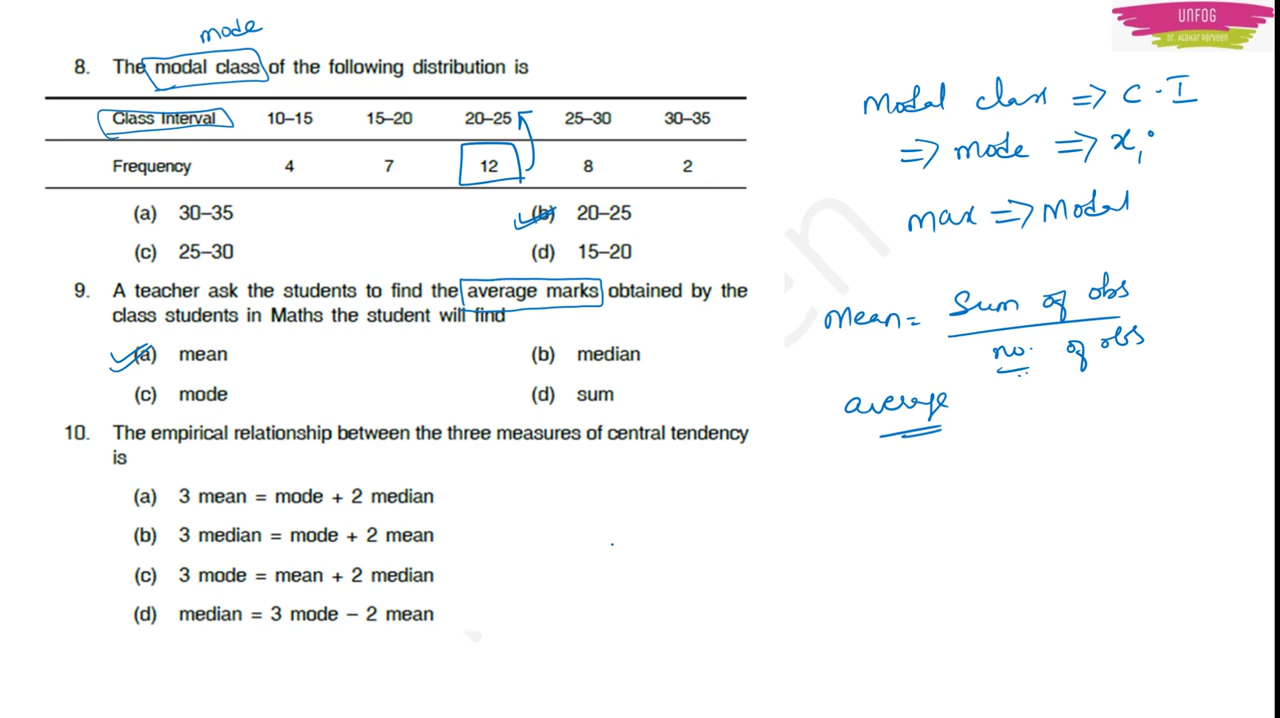 UNFOG
Dr. Azahar Parveen
mode
8. The modal class of the following distribution is
Class Interval 10–15 15–20 20–25 25–30 30–35
Frequency 4 7 12 8 2
(a) 30–35 (b) 20–25
(c) 25–30 (d) 15–20
9. A teacher ask the students to find the average marks obtained by the
class students in Maths the student will find
(a) mean (b) median
(c) mode (d) sum
10. The empirical relationship between the three measures of central tendency
is
(a) 3 mean = mode + 2 median
(b) 3 median = mode + 2 mean
(c) 3 mode = mean + 2 median
(d) median = 3 mode − 2 mean
Modal class ⇒ C.I
⇒ mode ⇒ xi
max ⇒ Modal
Mean = Sum of obs
no. of obs
average